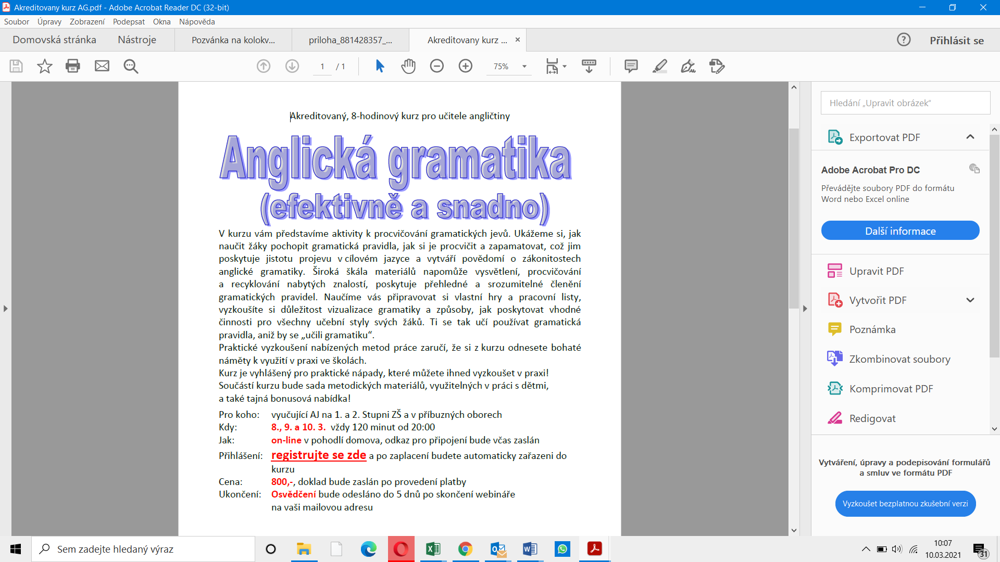 Akreditovany kurz AG.pdf - Adobe Acrobat Reader DC (32-bit)
Soubor Úpravy Zobrazení Podepsat Okna Nápověda
Domovská stránka Nástroje Pozvánka na kolokv... priloha_881428357_... Akreditovany kurz ... Přihlásit se
1 / 1 75%
Akreditovaný, 8-hodinový kurz pro učitele angličtiny
Anglická gramatika
(efektivně a snadno)
V kurzu vám představíme aktivity k procvičování gramatických jevů. Ukážeme si, jak
naučit žáky pochopit gramatická pravidla, jak si je procvičit a zapamatovat, což jim
poskytuje jistotu projevu v cílovém jazyce a vytváří povědomí o zákonitostech
anglické gramatiky. Široká škála materiálů napomůže vysvětlení, procvičování
a recyklování nabytých znalostí, poskytuje přehledné a srozumitelné členění
gramatických pravidel. Naučíme vás připravovat si vlastní hry a pracovní listy,
vyzkoušíte si důležitost vizualizace gramatiky a způsoby, jak poskytovat vhodné
činnosti pro všechny učební styly svých žáků. Ti se tak učí používat gramatická
pravidla, aniž by se „učili gramatiku“.
Praktické vyzkoušení nabízených metod práce zaručí, že si z kurzu odnesete bohaté
náměty k využití v praxi ve školách.
Kurz je vyhlášený pro praktické nápady, které můžete ihned vyzkoušet v praxi!
Součástí kurzu bude sada metodických materiálů, využitelných v práci s dětmi,
a také tajná bonusová nabídka!
Pro koho: vyučující AJ na 1. a 2. Stupni ZŠ a v příbuzných oborech
Kdy: 8., 9. a 10. 3. vždy 120 minut od 20:00
Jak: on-line v pohodlí domova, odkaz pro připojení bude včas zaslán
Přihlášení: registrujte se zde a po zaplacení budete automaticky zařazeni do
kurzu
Cena: 800,-, doklad bude zaslán po provedení platby
Ukončení: Osvědčení bude odesláno do 5 dnů po skončení webináře
na vaši mailovou adresu
Hledání „Upravit obrázek“
Exportovat PDF
Adobe Acrobat Pro DC
Převádějte soubory PDF do formátu
Word nebo Excel online
Další informace
Upravit PDF
Vytvořit PDF
Poznámka
Zkombinovat soubory
Komprimovat PDF
Redigovat
Vytváření, úpravy a podepisování formulářů
a smluv ve formátu PDF
Vyzkoušet bezplatnou zkušební verzi
Sem zadejte hledaný výraz
10:07
10.03.2021
31